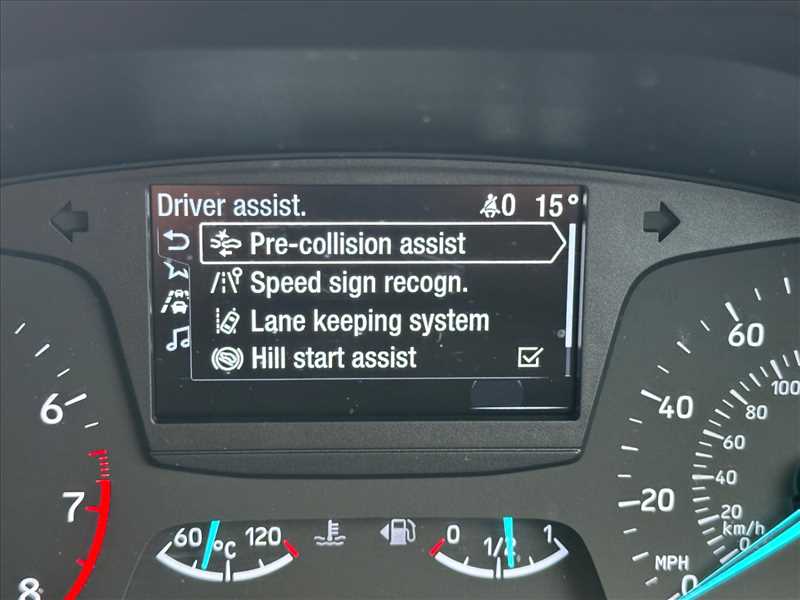 Driver assist. 0 15°
Pre-collision assist
Speed sign recogn.
Lane keeping system
Hill start assist
6
7
8
60 °C 120
0 1/2 1
60
40
20
0
MPH
100
80
60
40
20
km/h
0